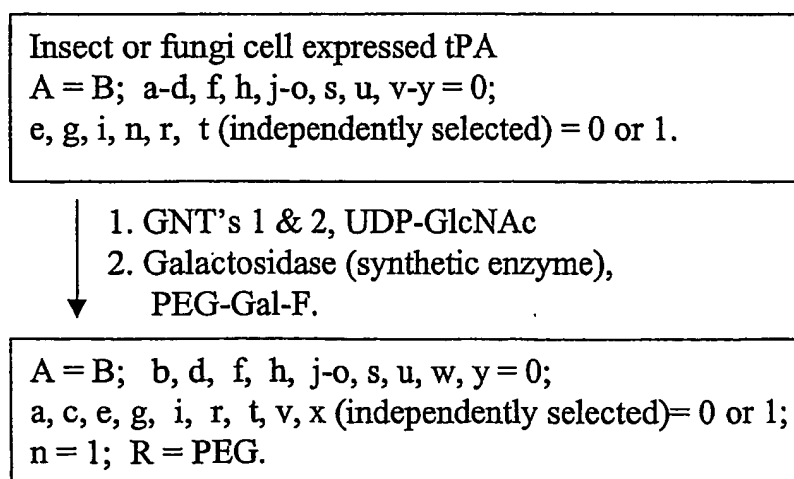 Insect or fungi cell expressed tPA
A = B; a-d, f, h, j-o, s, u, v-y = 0;
e, g, i, n, r, t (independently selected) = 0 or 1.
1. GNT's 1 & 2, UDP-GlcNAc
2. Galactosidase (synthetic enzyme),
PEG-Gal-F.
A = B; b, d, f, h, j-o, s, u, w, y = 0;
a, c, e, g, i, r, t, v, x (independently selected)= 0 or 1;
n = 1; R = PEG.